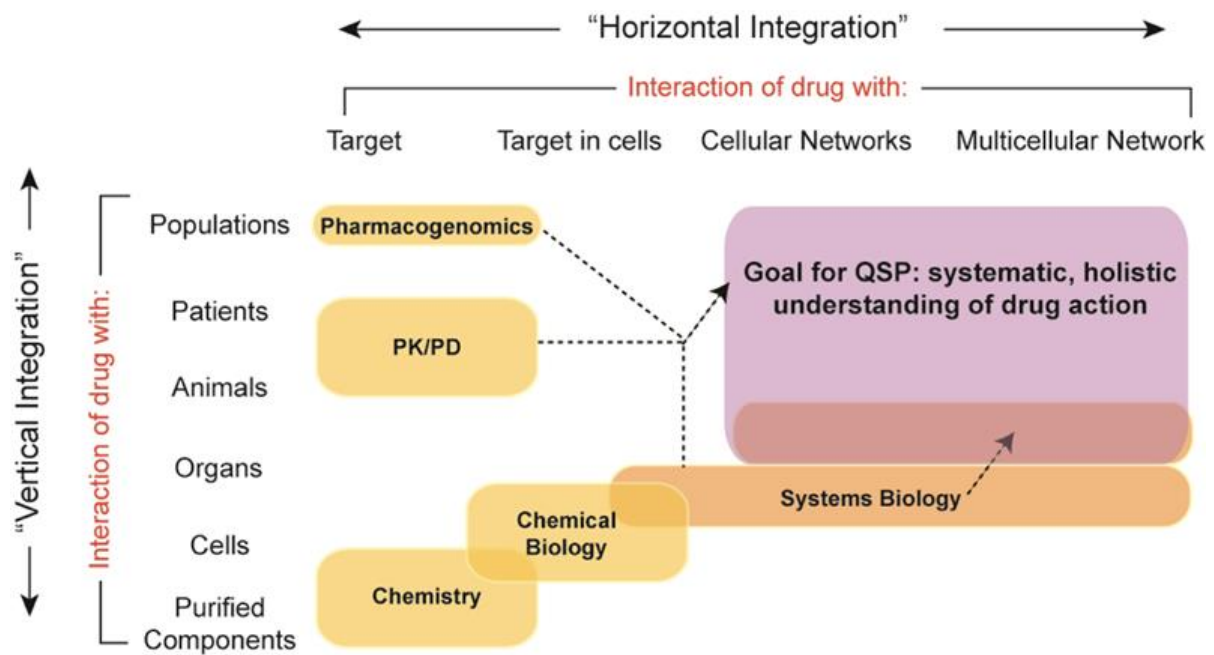 “Horizontal Integration”
Interaction of drug with:
Target
Target in cells
Cellular Networks
Multicellular Network
“Vertical Integration”
Interaction of drug with:
Populations
Patients
Animals
Organs
Cells
Purified
Components
Pharmacogenomics
PK/PD
Goal for QSP: systematic, holistic
understanding of drug action
Systems Biology
Chemical
Biology
Chemistry